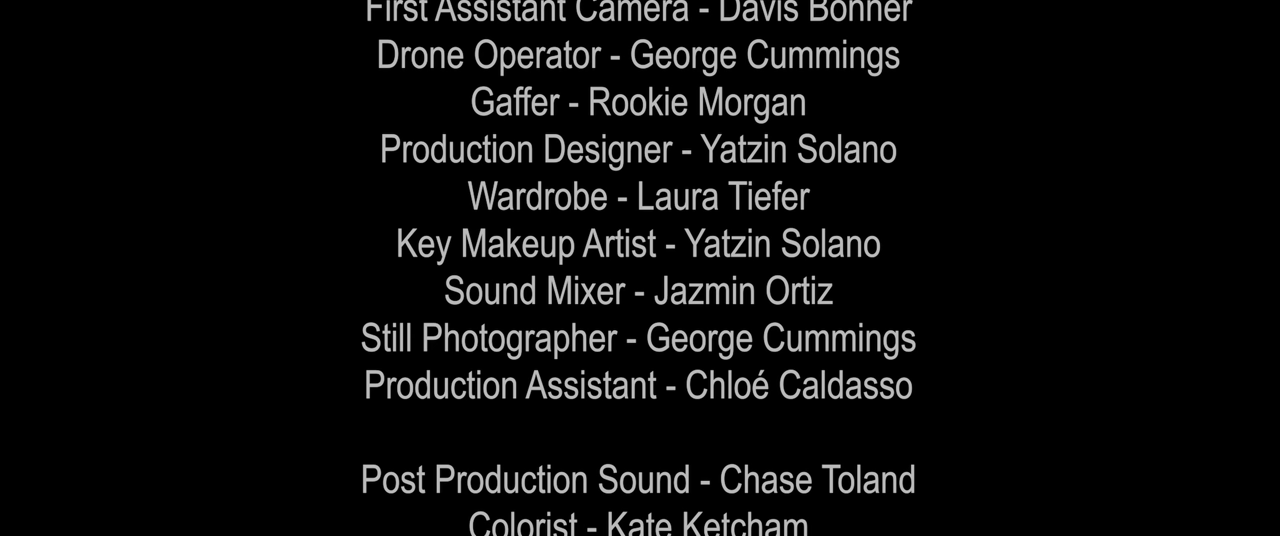 First Assistant Camera - Davis Bonner
Drone Operator - George Cummings
Gaffer - Rookie Morgan
Production Designer - Yatzin Solano
Wardrobe - Laura Tiefer
Key Makeup Artist - Yatzin Solano
Sound Mixer - Jazmin Ortiz
Still Photographer - George Cummings
Production Assistant - Chloé Caldasso
Post Production Sound - Chase Toland
Colorist - Kate Ketcham